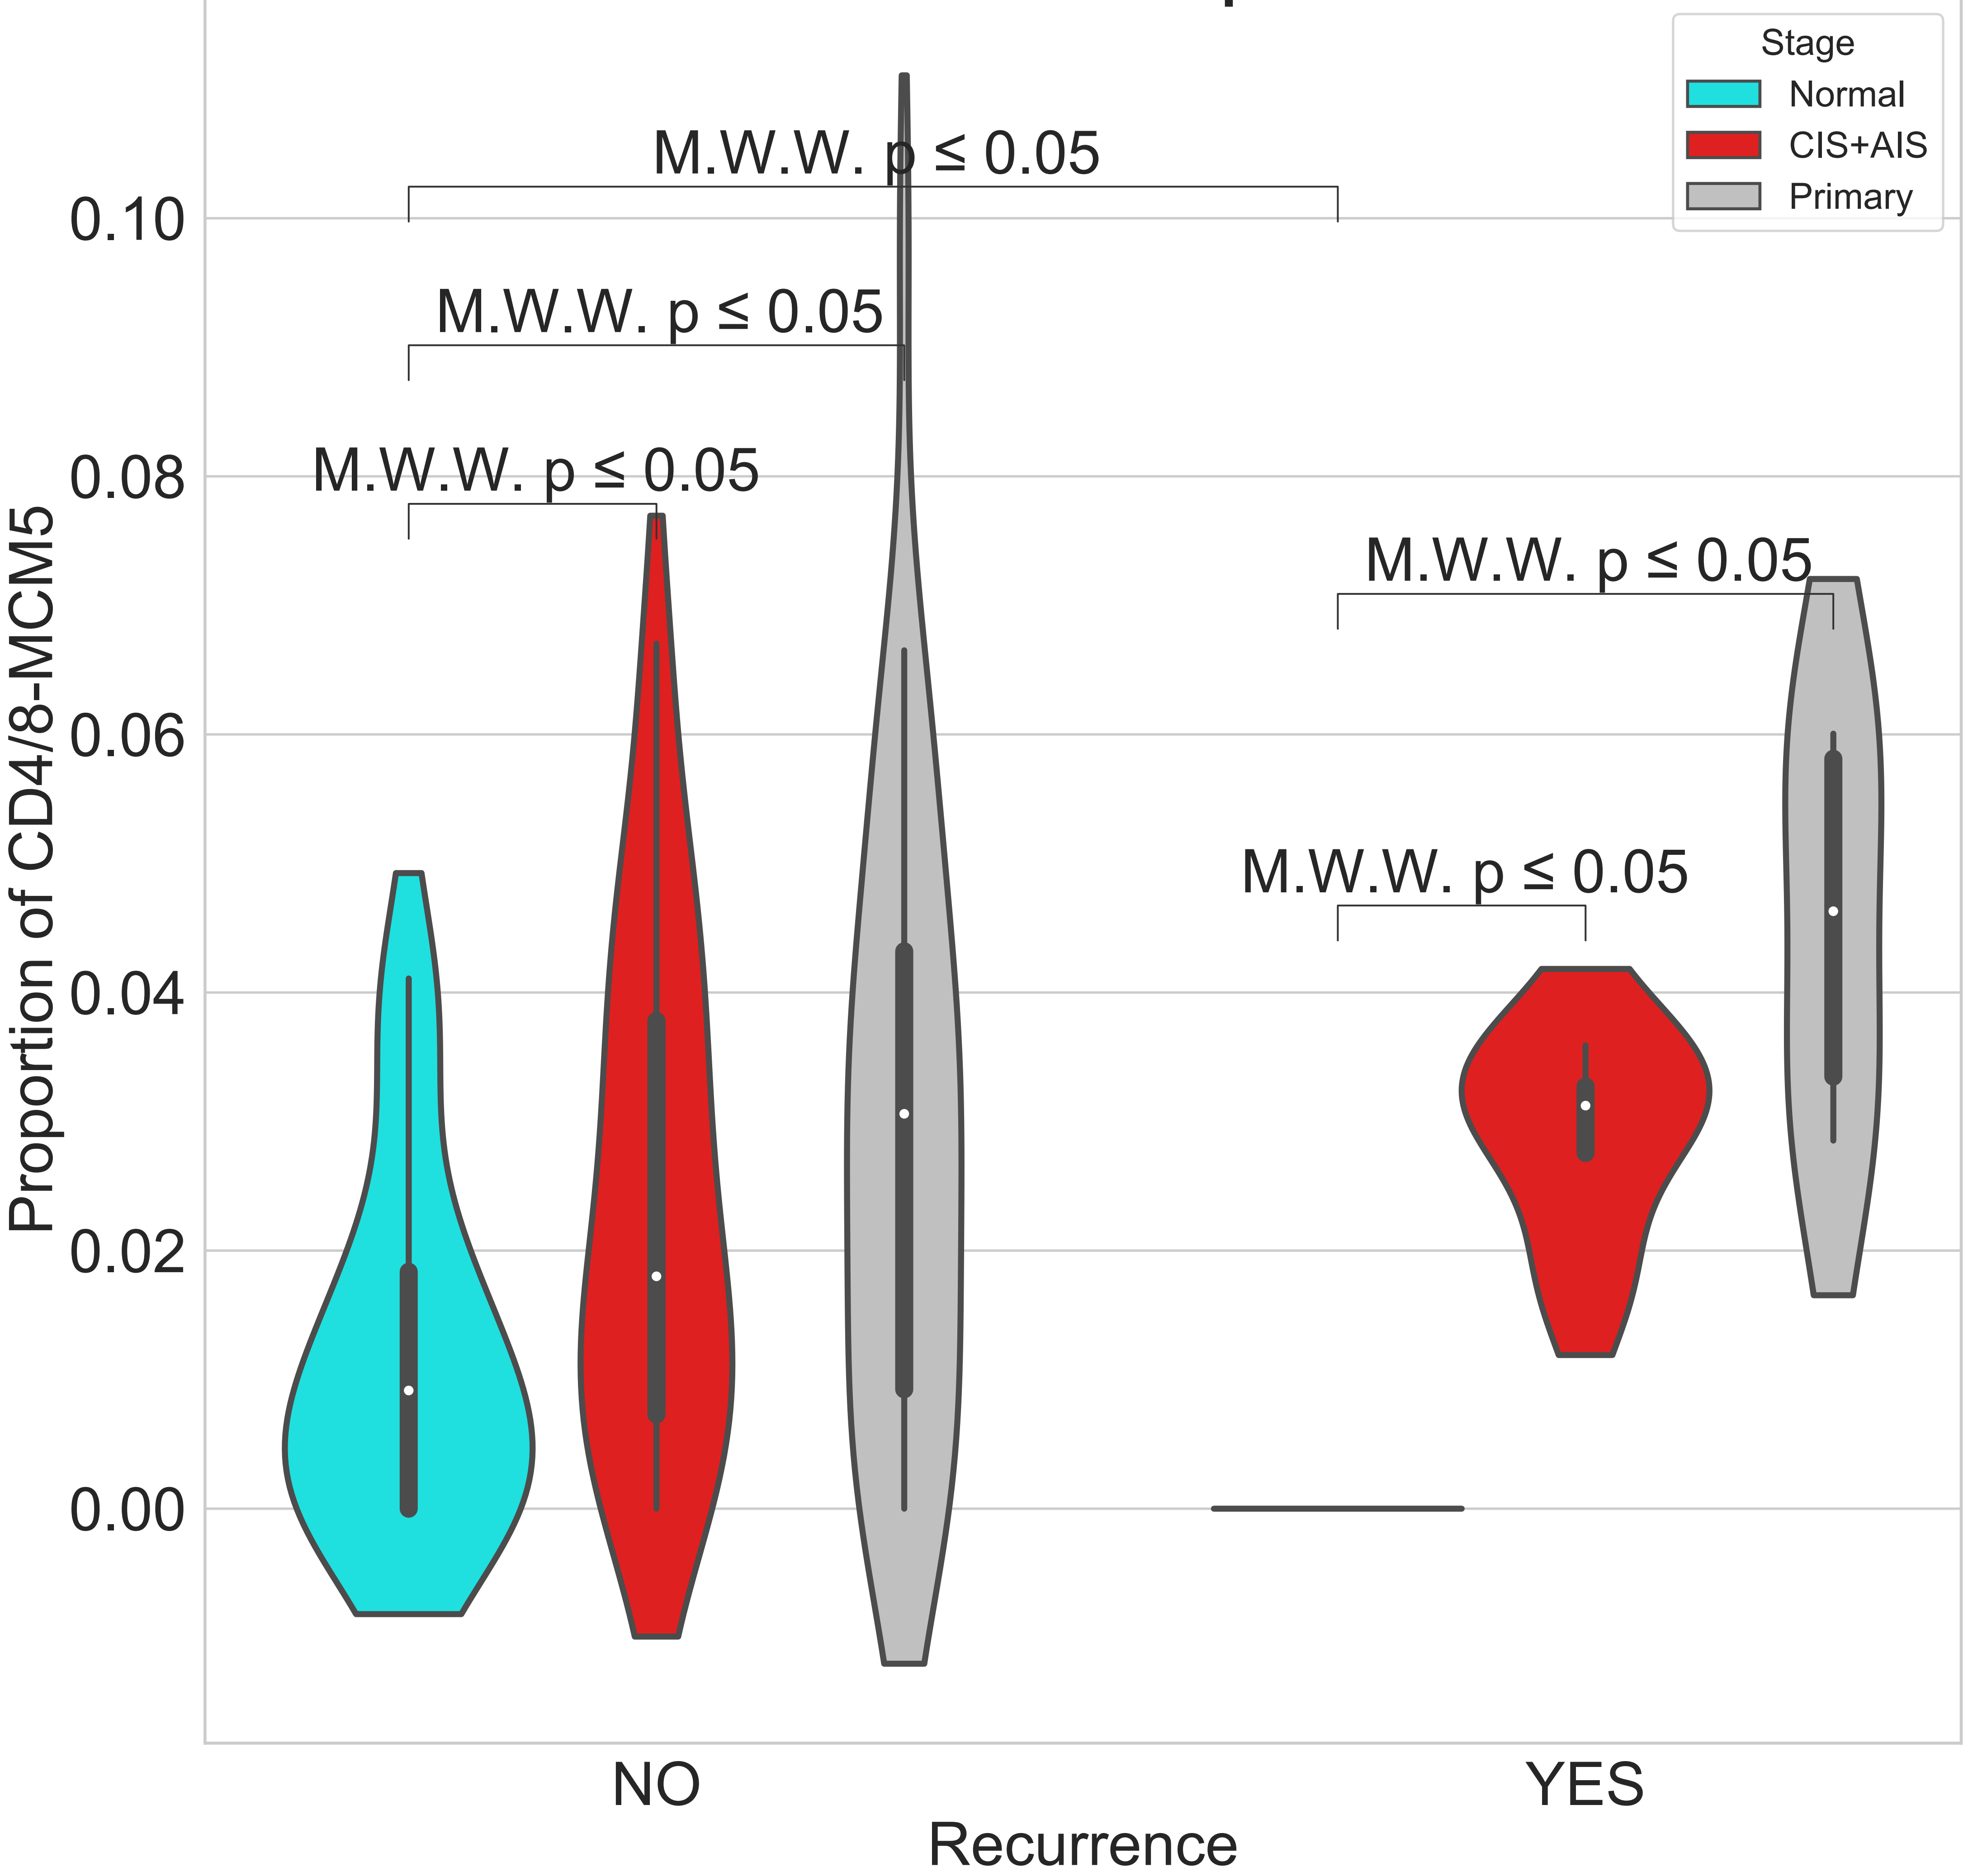 Stage
Normal
CIS+AIS
Primary
M.W.W. p ≤ 0.05
M.W.W. p ≤ 0.05
M.W.W. p ≤ 0.05
M.W.W. p ≤ 0.05
M.W.W. p ≤ 0.05
0.10
0.08
0.06
0.04
0.02
0.00
Proportion of CD4/8-MCM5
NO
YES
Recurrence